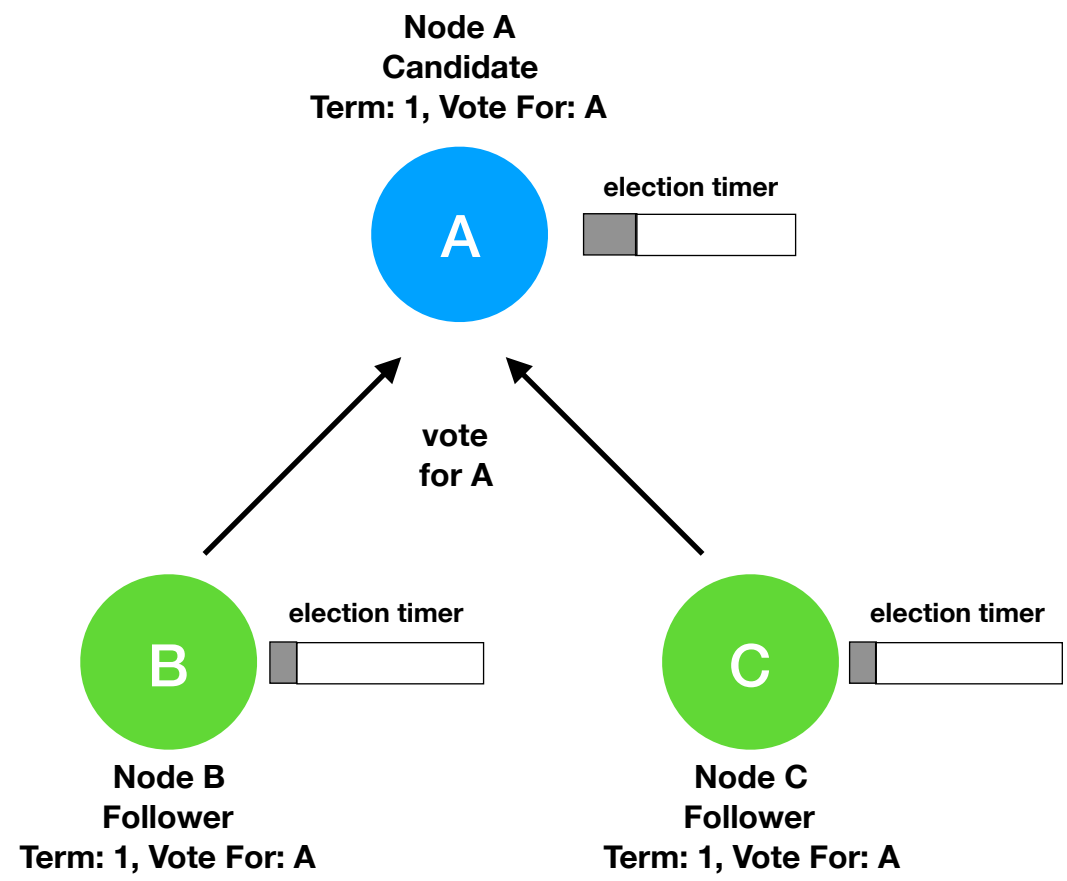 Node A
Candidate
Term: 1, Vote For: A
A
election timer
vote
for A
B
election timer
C
election timer
Node B
Follower
Term: 1, Vote For: A
Node C
Follower
Term: 1, Vote For: A